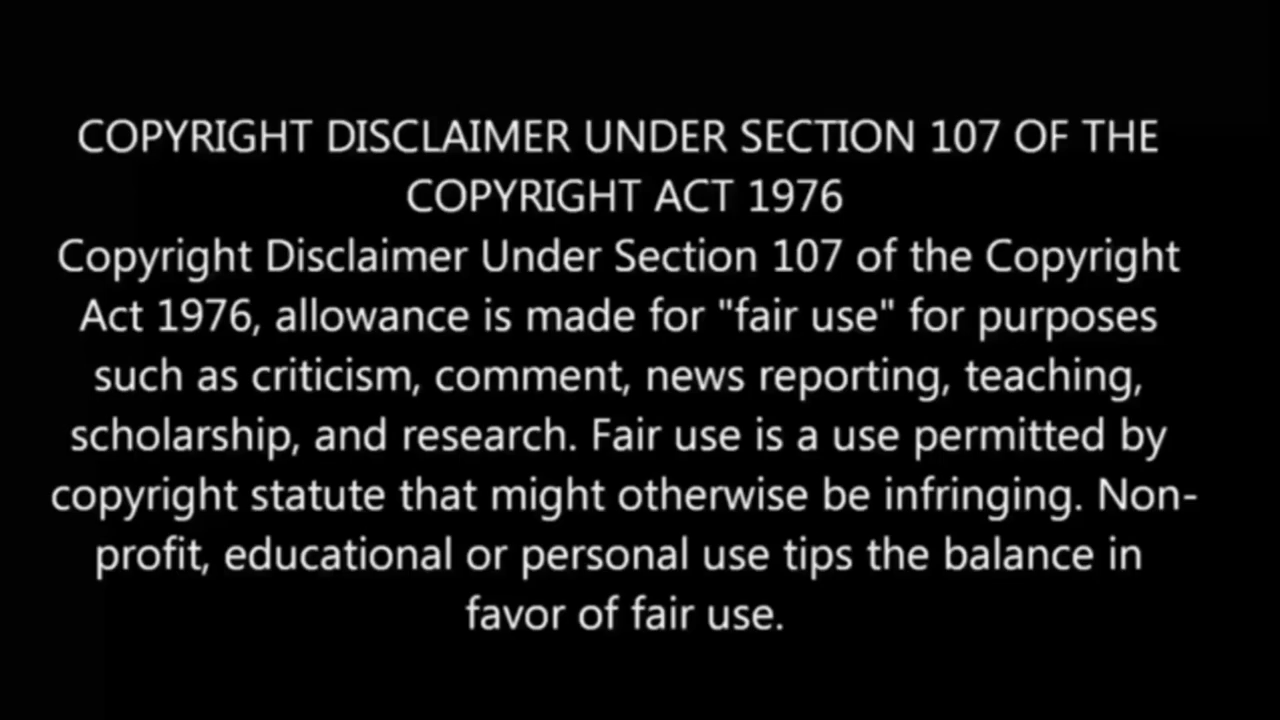 COPYRIGHT DISCLAIMER UNDER SECTION 107 OF THE
COPYRIGHT ACT 1976
Copyright Disclaimer Under Section 107 of the Copyright
Act 1976, allowance is made for "fair use" for purposes
such as criticism, comment, news reporting, teaching,
scholarship, and research. Fair use is a use permitted by
copyright statute that might otherwise be infringing. Non-
profit, educational or personal use tips the balance in
favor of fair use.